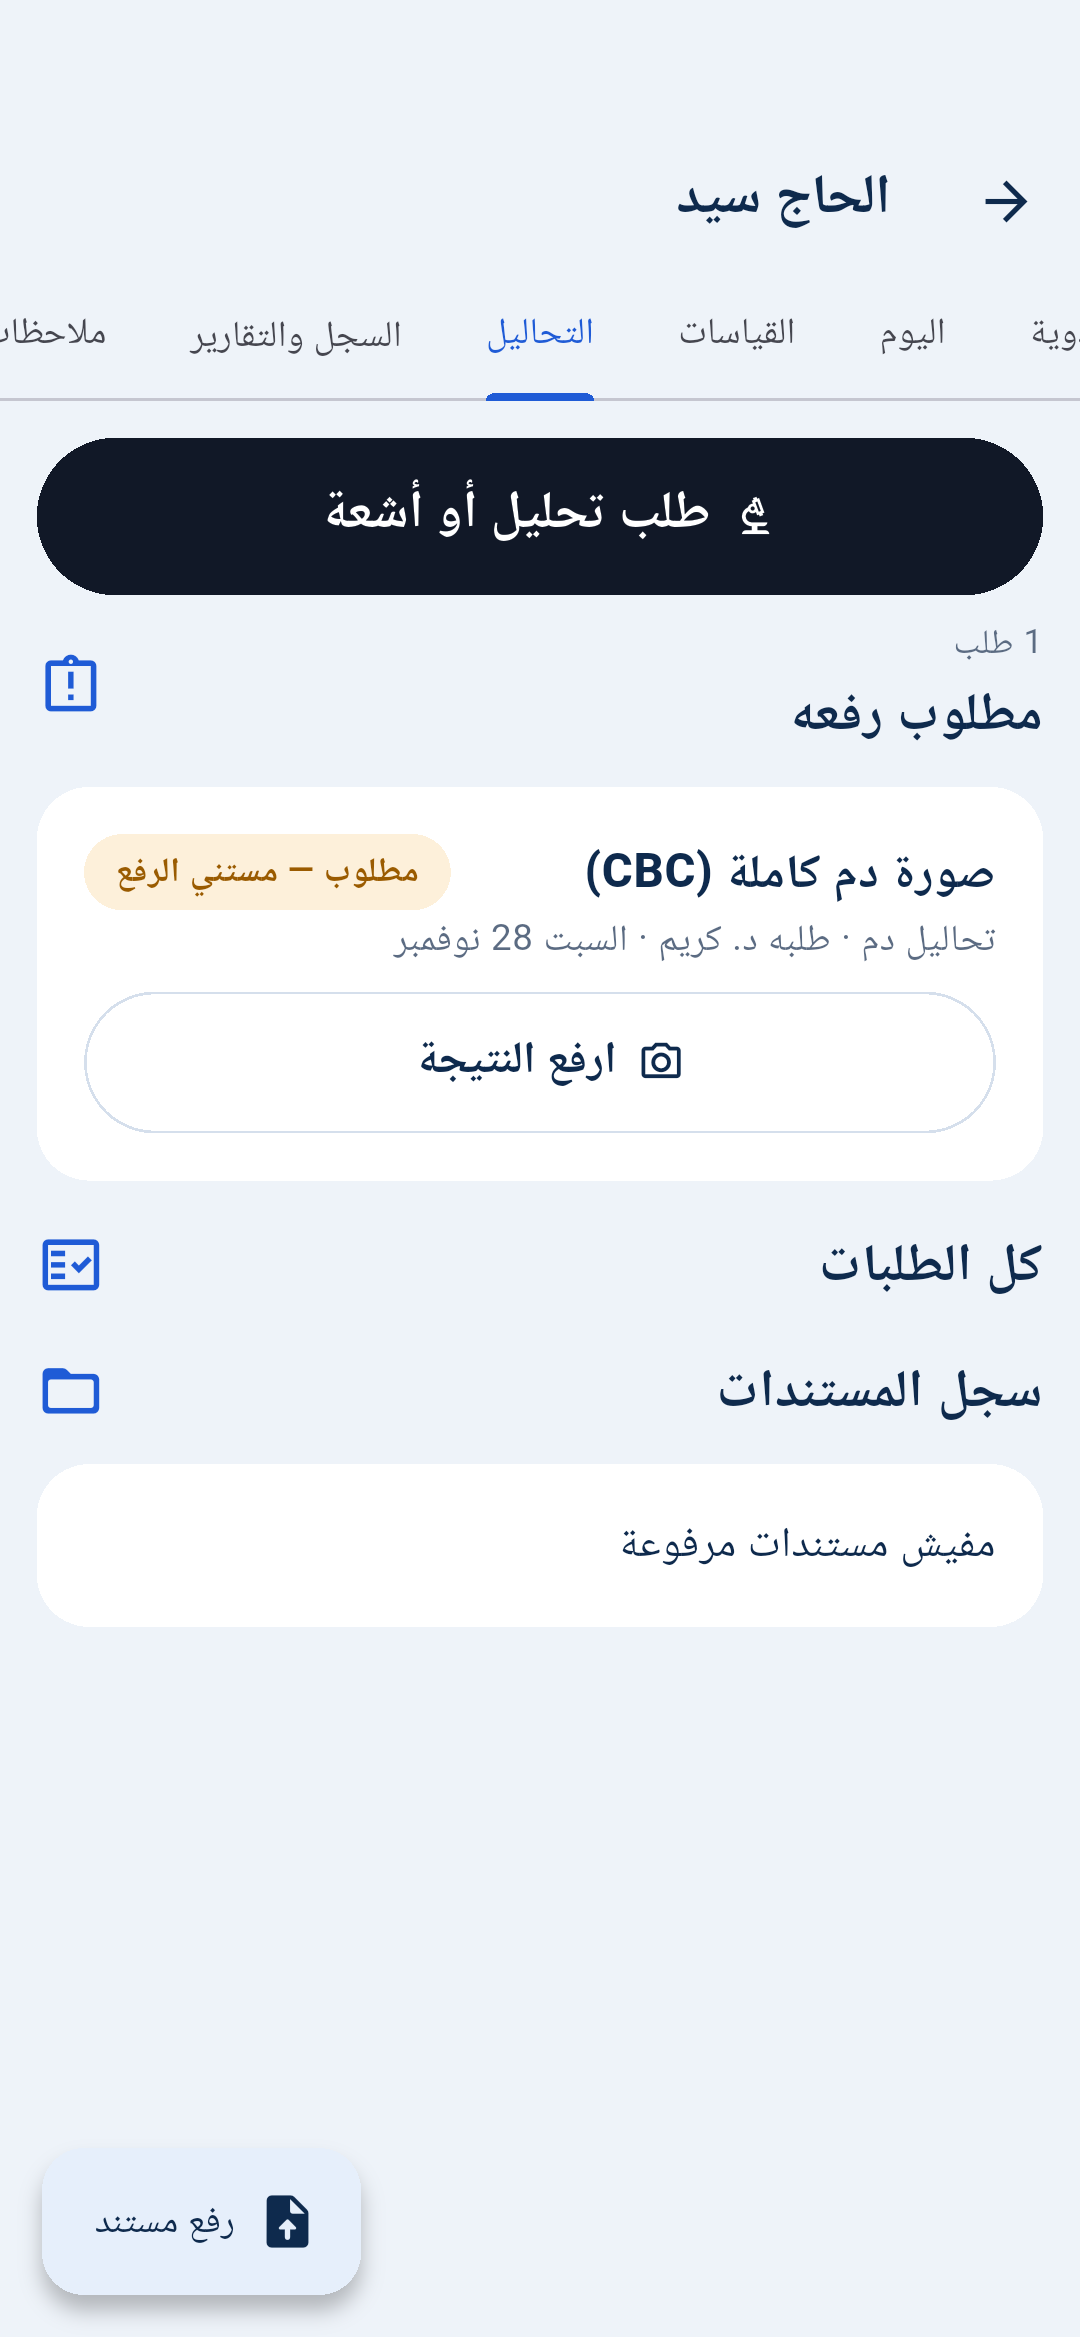 الحاج سيد
اليوم القياسات التحاليل السجل والتقارير
طلب تحليل أو أشعة
1 طلب
مطلوب رفعه
صورة دم كاملة (CBC)
مطلوب – مستني الرفع
تحاليل دم · طلبه د. كريم · السبت 28 نوفمبر
ارفع النتيجة
كل الطلبات
سجل المستندات
مفيش مستندات مرفوعة
رفع مستند